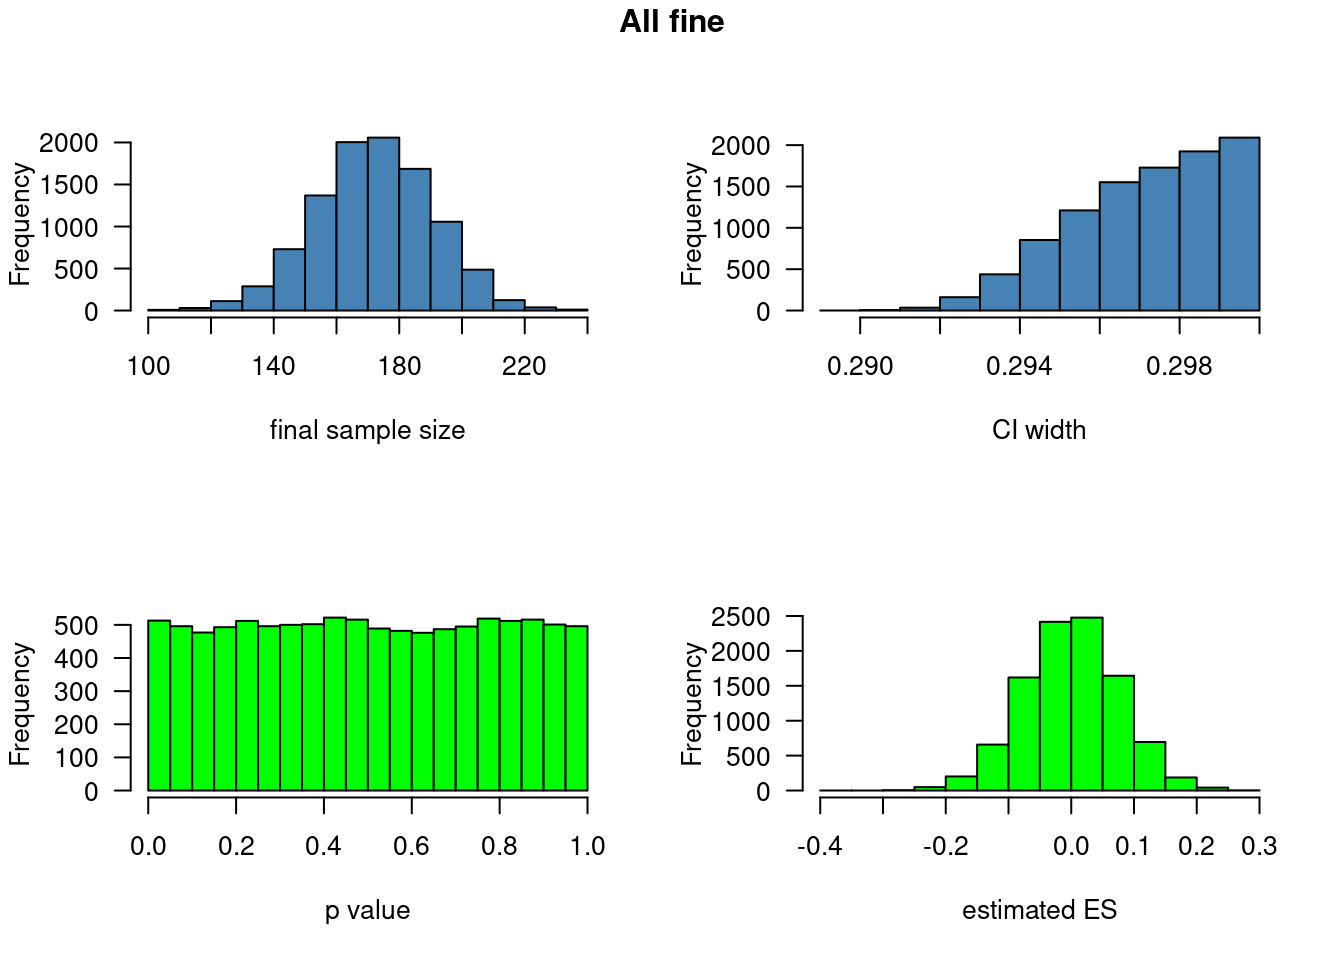 All fine
Frequency
2000
1500
1000
500
0
100 140 180 220
final sample size
Frequency
2000
1500
1000
500
0
0.290 0.294 0.298
CI width
Frequency
500
400
300
200
100
0
0.0 0.2 0.4 0.6 0.8 1.0
p value
Frequency
2500
2000
1500
1000
500
0
-0.4 -0.2 0.0 0.1 0.2 0.3
estimated ES